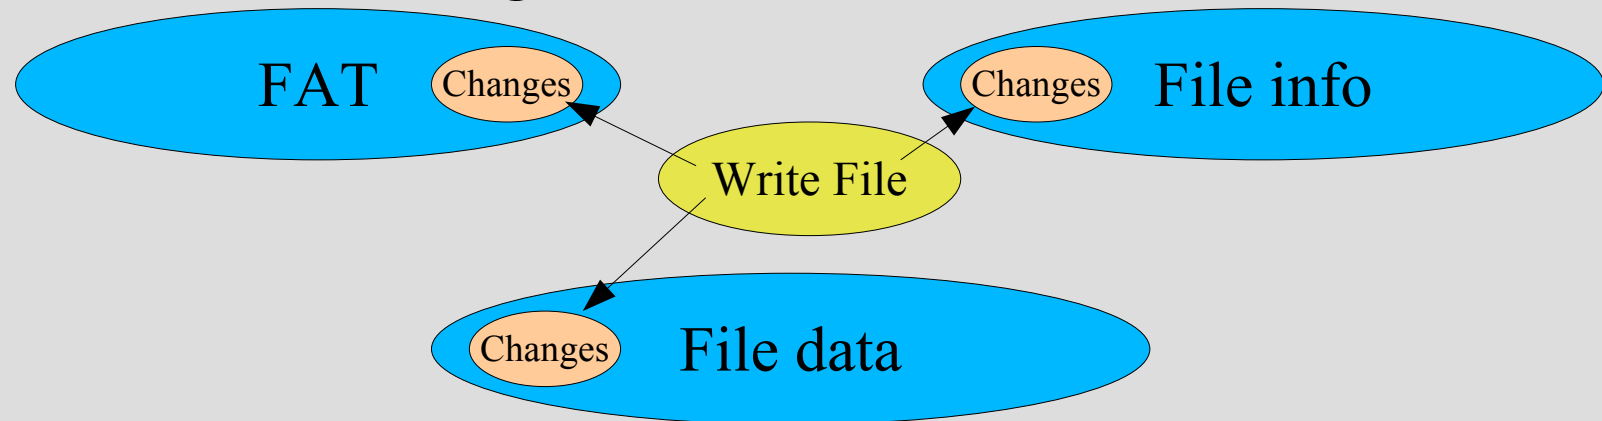 FAT
Changes
Changes
File info
Write File
Changes
File data